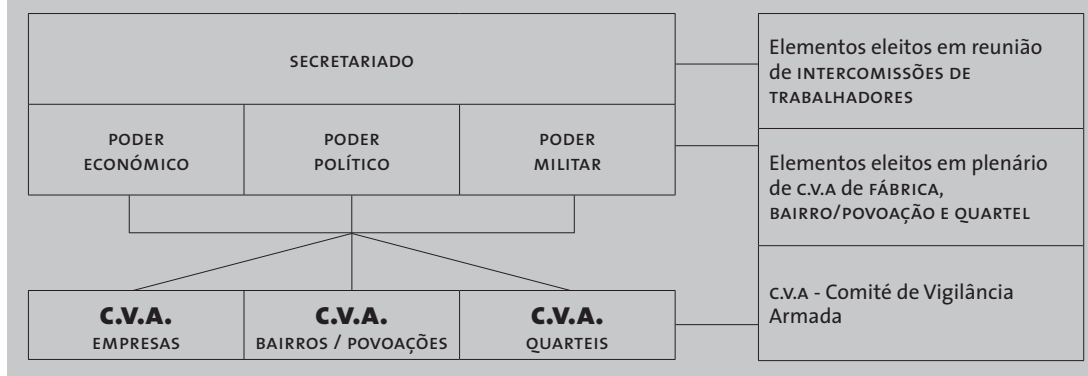 SECRETARIADO
PODER
ECONÓMICO
PODER
POLÍTICO
PODER
MILITAR
C.V.A.
EMPRESAS
C.V.A.
BAIRROS / POVOAÇÕES
C.V.A.
QUARTEIS
Elementos eleitos em reunião
de INTERCOMISSÕES DE
TRABALHADORES
Elementos eleitos em plenário
de C.V.A de FÁBRICA,
BAIRRO/POVOAÇÃO E QUARTEL
C.V.A - Comité de Vigilância
Armada